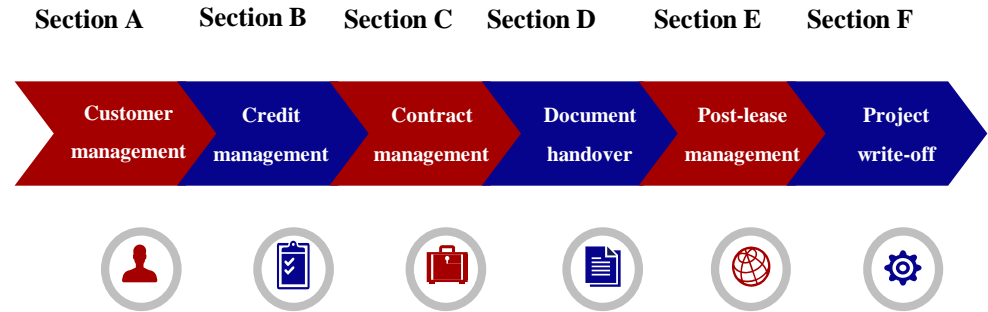 Section A
Section B
Section C
Section D
Section E
Section F
Customer
management
Credit
management
Contract
management
Document
handover
Post-lease
management
Project
write-off